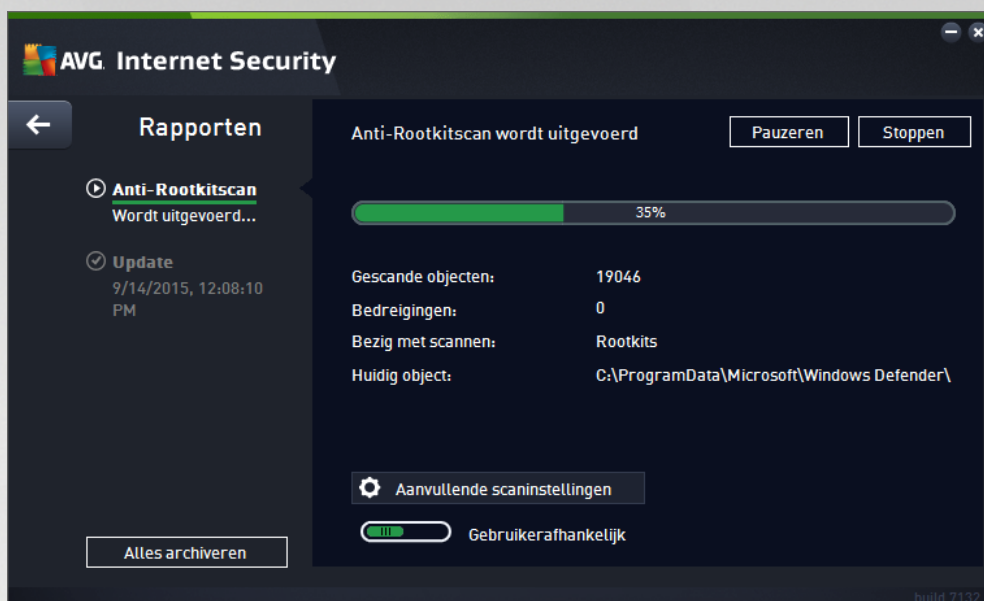 AVG. Internet Security
Rapporten
Anti-Rootkitscan
Wordt uitgevoerd...
Update
9/14/2015, 12:08:10
PM
Alles archiveren
Anti-Rootkitscan wordt uitgevoerd
Pauzeren
Stoppen
35%
Gescande objecten: 19046
Bedreigingen: 0
Bezig met scannen: Rootkits
Huidig object: C:\ProgramData\Microsoft\Windows Defender\
Aanvullende scaninstellingen
Gebruikerafhankelijk
build 7132